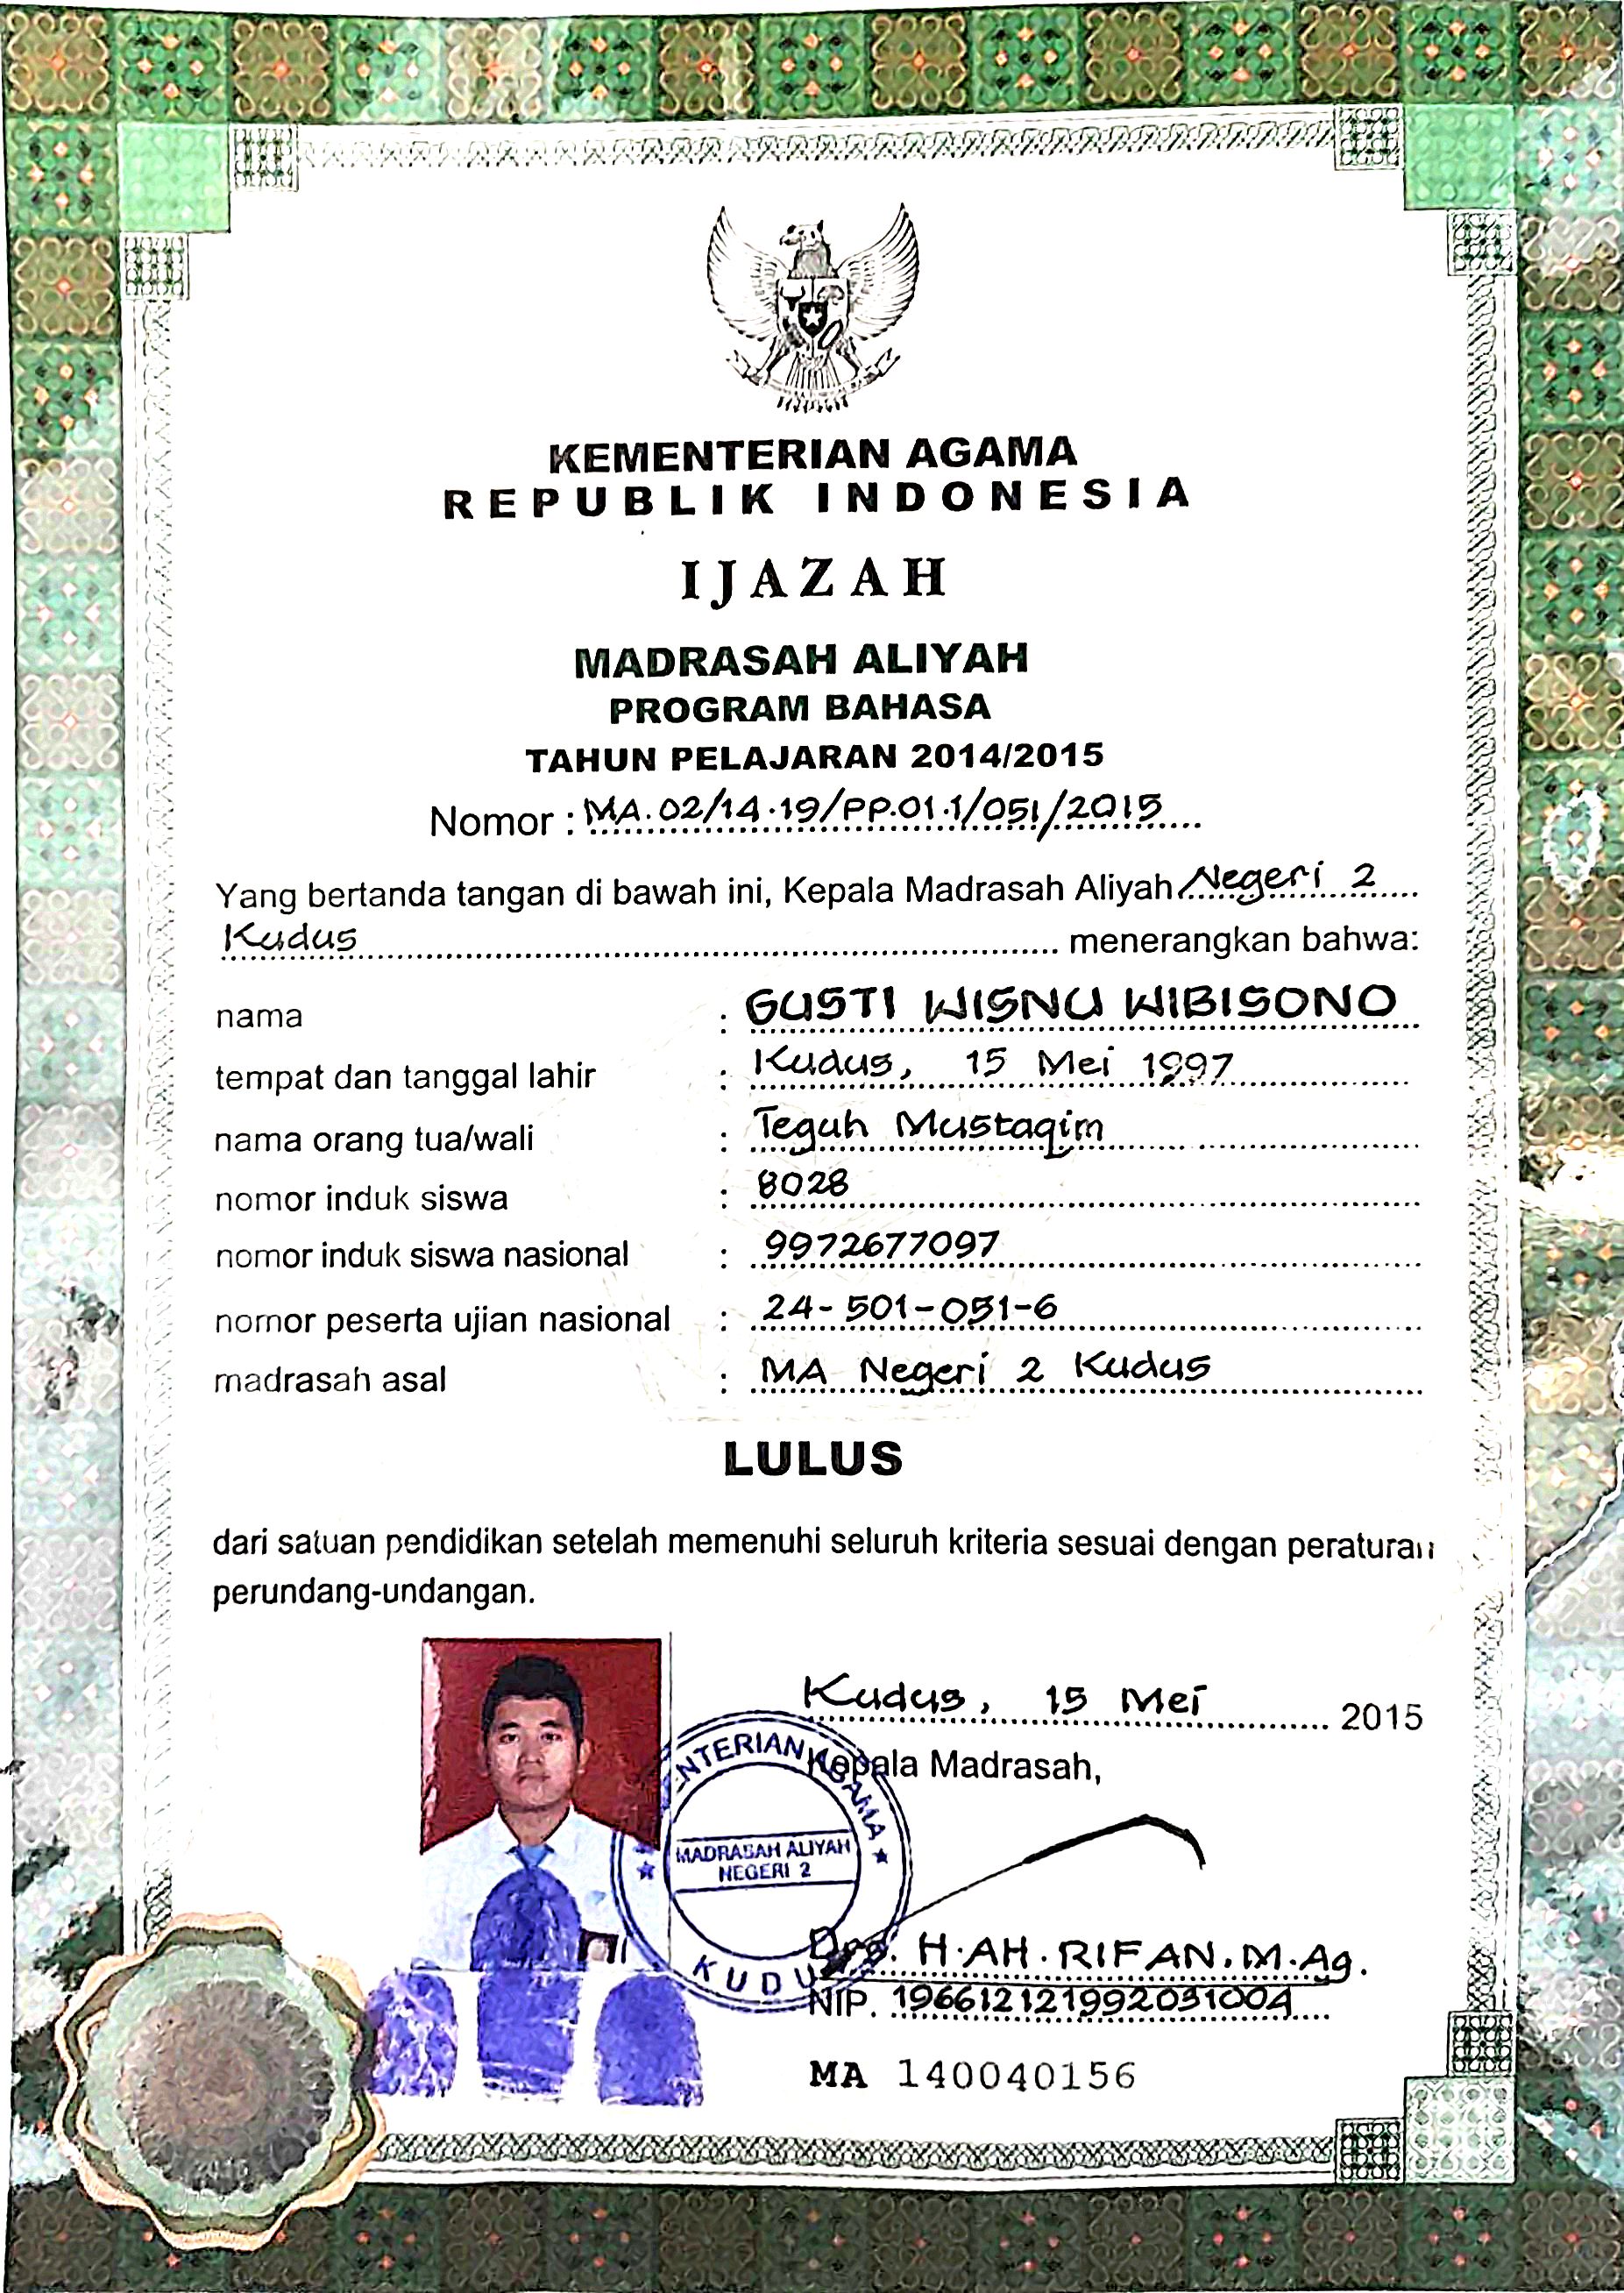 KEMENTERIAN AGAMA
REPUBLIK INDONESIA
IJAZAH
MADRASAH ALIYAH
PROGRAM BAHASA
TAHUN PELAJARAN 2014/2015
Nomor : MA.02/14.19/PP.01.1/051/2015
Yang bertanda tangan di bawah ini, Kepala Madrasah Aliyah Negeri 2
Kudus menerangkan bahwa:
nama : GUSTI WISNU WIBISONO
tempat dan tanggal lahir : Kudus, 15 Mei 1997
nama orang tua/wali : Teguh Mustaqim
nomor induk siswa : 8028
nomor induk siswa nasional : 9972677097
nomor peserta ujian nasional : 24-501-051-6
madrasah asal : MA Negeri 2 Kudus
LULUS
dari satuan pendidikan setelah memenuhi seluruh kriteria sesuai dengan peraturan
perundang-undangan.
Kudus, 15 Mei 2015
Kepala Madrasah,
ENTERIAN AGAMA
MADRASAH ALIYAH
NEGERI 2
KUDU
Drs. H. AH. RIFAN, M.Ag.
NIP. 196612121992031004
MA 140040156